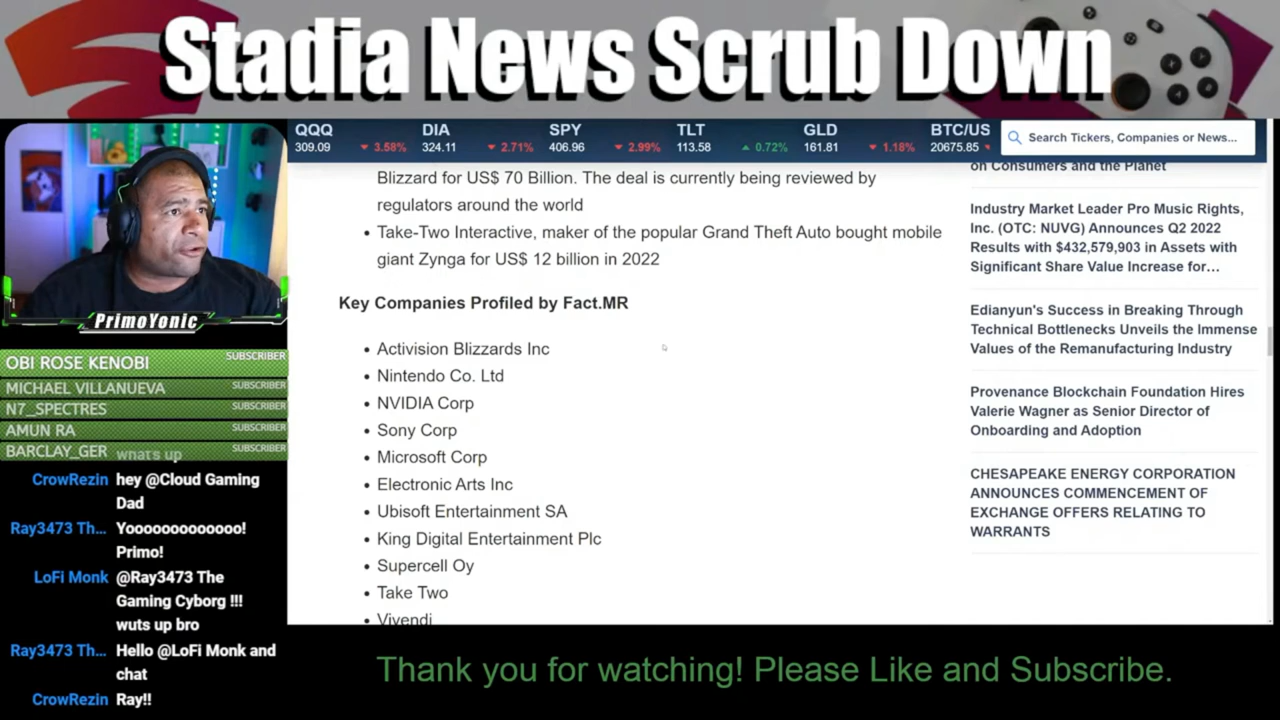 Stadia News Scrub Down
QQQ
309.09 3.58%
DIA
324.11 2.71%
SPY
406.96 2.99%
TLT
113.58 0.72%
GLD
161.81 1.18%
BTC/US
20675.85
Search Tickers, Companies or News...
Blizzard for US$ 70 Billion. The deal is currently being reviewed by
regulators around the world
• Take-Two Interactive, maker of the popular Grand Theft Auto bought mobile
giant Zynga for US$ 12 billion in 2022
Key Companies Profiled by Fact.MR
• Activision Blizzards Inc
• Nintendo Co. Ltd
• NVIDIA Corp
• Sony Corp
• Microsoft Corp
• Electronic Arts Inc
• Ubisoft Entertainment SA
• King Digital Entertainment Plc
• Supercell Oy
• Take Two
• Vivendi
on Consumers and the Planet
Industry Market Leader Pro Music Rights,
Inc. (OTC: NUVG) Announces Q2 2022
Results with $432,579,903 in Assets with
Significant Share Value Increase for…
Edianyun's Success in Breaking Through
Technical Bottlenecks Unveils the Immense
Values of the Remanufacturing Industry
Provenance Blockchain Foundation Hires
Valerie Wagner as Senior Director of
Onboarding and Adoption
CHESAPEAKE ENERGY CORPORATION
ANNOUNCES COMMENCEMENT OF
EXCHANGE OFFERS RELATING TO
WARRANTS
PrimoYonic
OBI ROSE KENOBI SUBSCRIBER
MICHAEL VILLANUEVA SUBSCRIBER
N7_SPECTRES SUBSCRIBER
AMUN RA SUBSCRIBER
BARCLAY_GER SUBSCRIBER
what's up
CrowRezin hey @Cloud Gaming
Dad
Ray3473 Th... Yooooooooooooo!
Primo!
LoFi Monk @Ray3473 The
Gaming Cyborg !!!
wuts up bro
Ray3473 Th... Hello @LoFi Monk and
chat
CrowRezin Ray!!
Thank you for watching! Please Like and Subscribe.